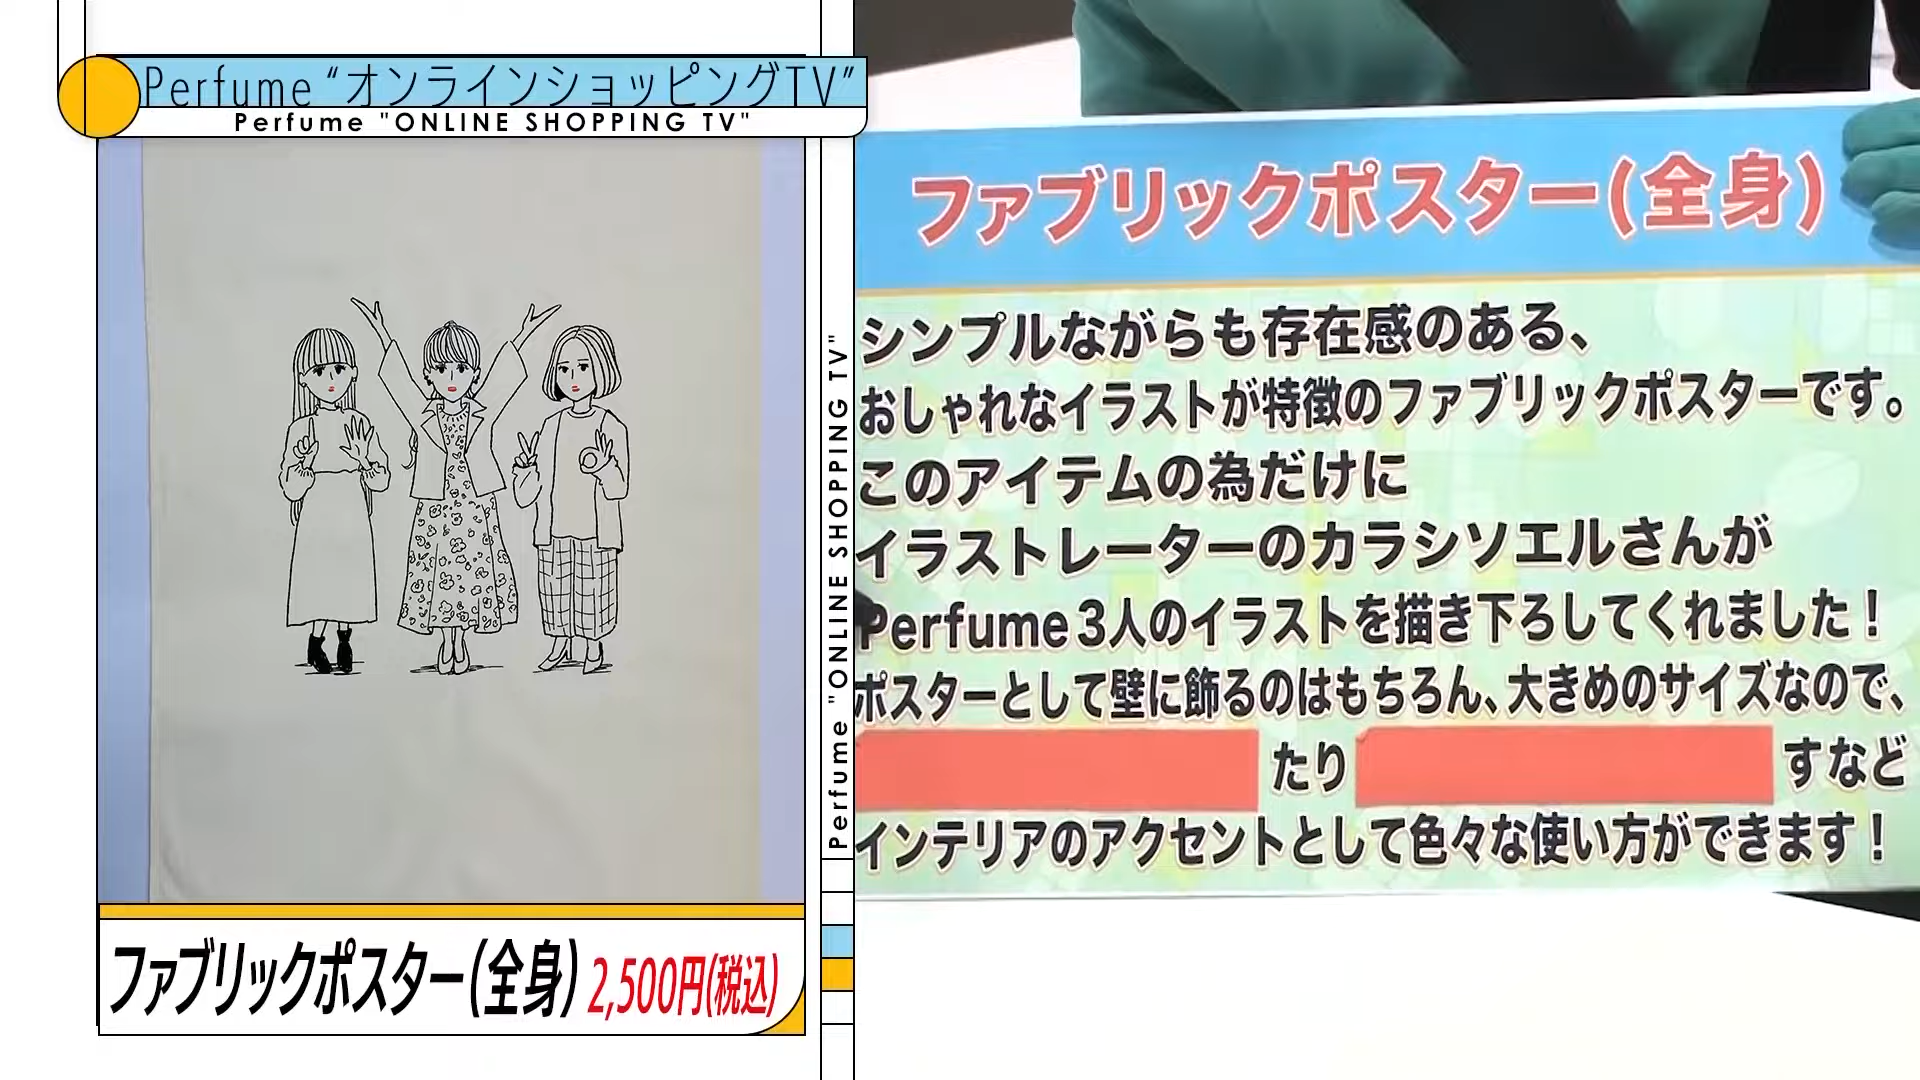 Perfume “オンラインショッピングTV”
Perfume "ONLINE SHOPPING TV"
ファブリックポスター(全身)
2,500円(税込)
Perfume "ONLINE SHOPPING TV"
ファブリックポスター(全身)
シンプルながらも存在感のある、
おしゃれなイラストが特徴のファブリックポスターです。
このアイテムの為だけに
イラストレーターのカラシソエルさんが
Perfume3人のイラストを描き下ろしてくれました！
ポスターとして壁に飾るのはもちろん、大きめのサイズなので、
たり すなど
インテリアのアクセントとして色々な使い方ができます！